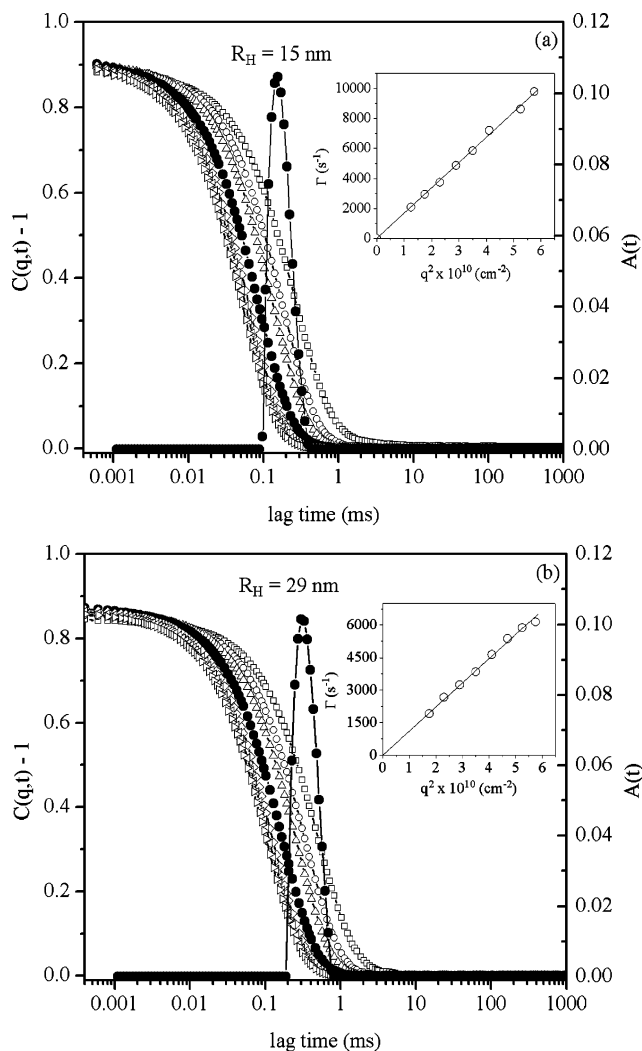 (a)
R_H = 15 nm
C(q,t) - 1
1.0
0.8
0.6
0.4
0.2
0.0
0.12
0.10
0.08
0.06
0.04
0.02
0.00
A(t)
Γ (s⁻¹)
10000
8000
6000
4000
2000
0
0 1 2 3 4 5 6
q² x 10¹⁰ (cm⁻²)
0.001 0.01 0.1 1 10 100 1000
lag time (ms)
(b)
R_H = 29 nm
C(q,t) - 1
1.0
0.8
0.6
0.4
0.2
0.0
0.12
0.10
0.08
0.06
0.04
0.02
0.00
A(t)
Γ (s⁻¹)
6000
4500
3000
1500
0
0 1 2 3 4 5 6
q² x 10¹⁰ (cm⁻²)
0.001 0.01 0.1 1 10 100 1000
lag time (ms)